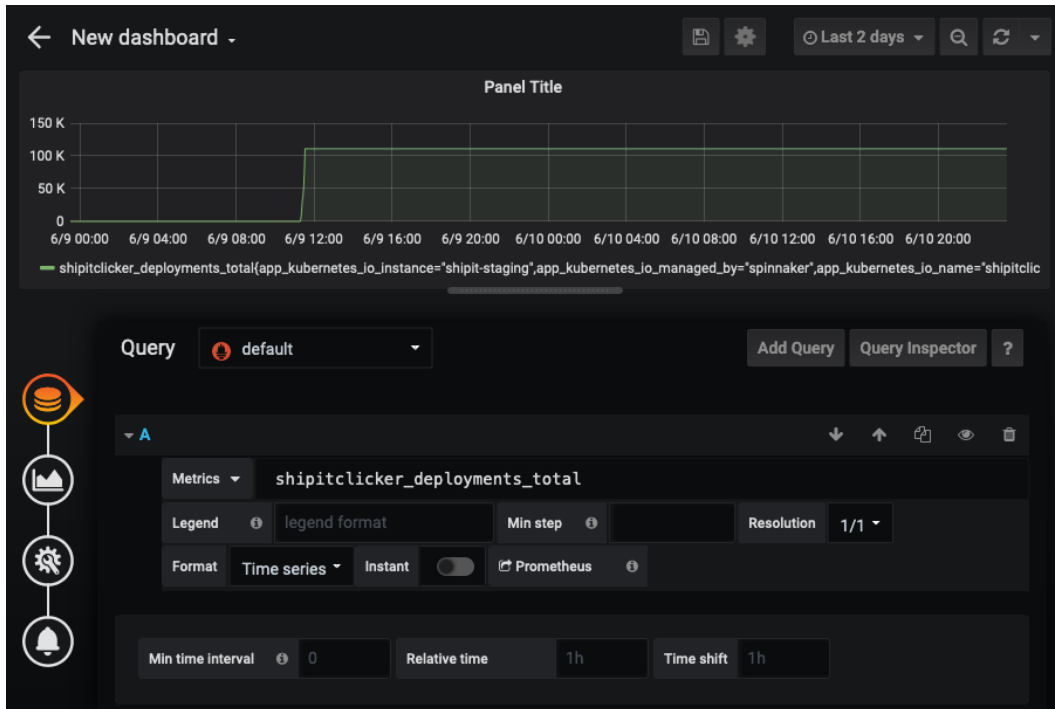 New dashboard
Last 2 days
Panel Title
150 K
100 K
50 K
0
6/9 00:00 6/9 04:00 6/9 08:00 6/9 12:00 6/9 16:00 6/9 20:00 6/10 00:00 6/10 04:00 6/10 08:00 6/10 12:00 6/10 16:00 6/10 20:00
shipitclicker_deployments_total{app_kubernetes_io_instance="shipit-staging",app_kubernetes_io_managed_by="spinnaker",app_kubernetes_io_name="shipitclic
Query default Add Query Query Inspector ?
A
Metrics shipitclicker_deployments_total
Legend legend format Min step Resolution 1/1
Format Time series Instant Prometheus
Min time interval 0 Relative time 1h Time shift 1h